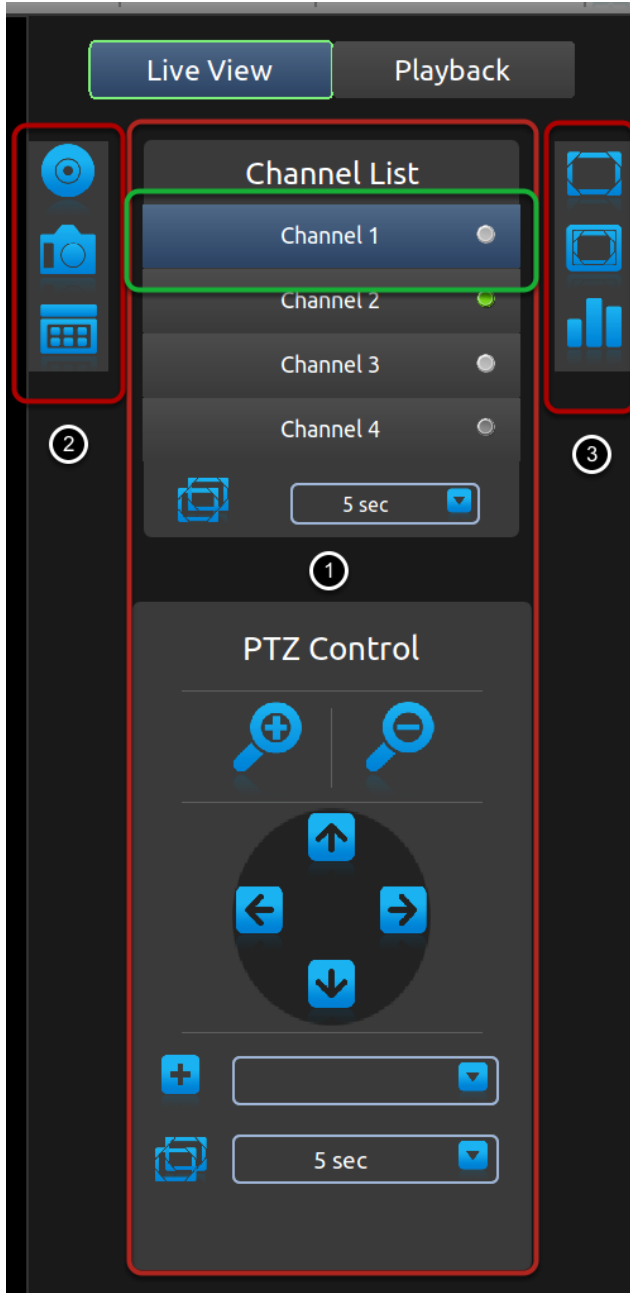 Live View
Playback
Channel List
Channel 1
Channel 2
Channel 3
Channel 4
2
3
5 sec
1
PTZ Control
5 sec